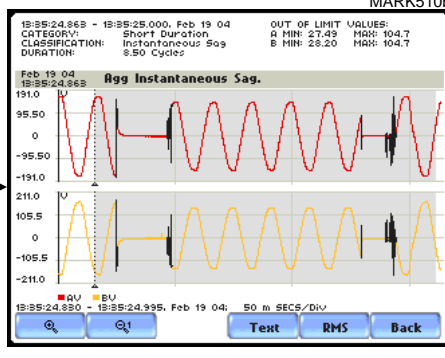 MARK510
13:35:24.863 - 13:35:25.000, Feb 19 04
OUT OF LIMIT VALUES:
CATEGORY: Short Duration
A MIN: 27.49 MAX: 104.7
CLASSIFICATION: Instantaneous Sag
B MIN: 28.20 MAX: 104.7
DURATION: 8.50 Cycles
Feb 19 04
13:35:24.863
Agg Instantaneous Sag.
191.0
V
95.50
0
-95.50
-191.0
211.0
V
105.5
0
-105.5
-211.0
AV BV
13:35:24.830 - 13:35:24.995, Feb 19 04: 50 m SECS/Div
1
Text
RMS
Back